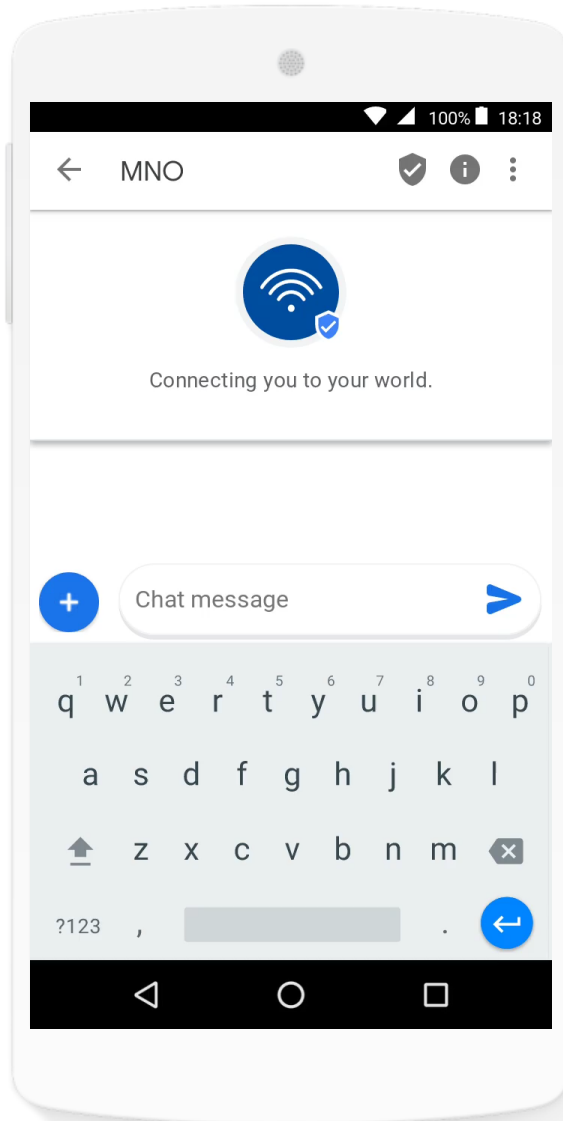 100% 18:18
MNO
Connecting you to your world.
Chat message
1 2 3 4 5 6 7 8 9 0
q w e r t y u i o p
a s d f g h j k l
z x c v b n m
?123 , .